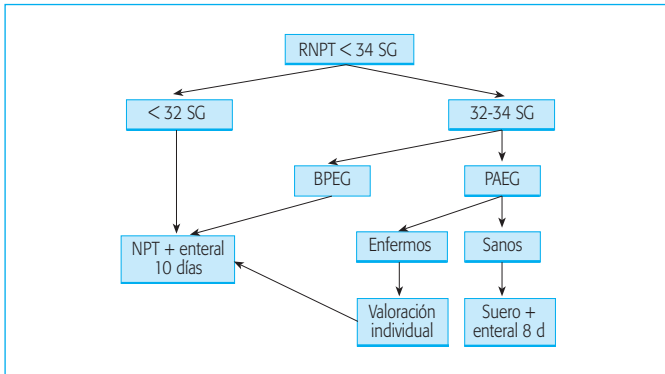 RNPT < 34 SG
< 32 SG
32-34 SG
BPEG
PAEG
NPT + enteral
10 días
Enfermos
Sanos
Valoración
individual
Suero +
enteral 8 d